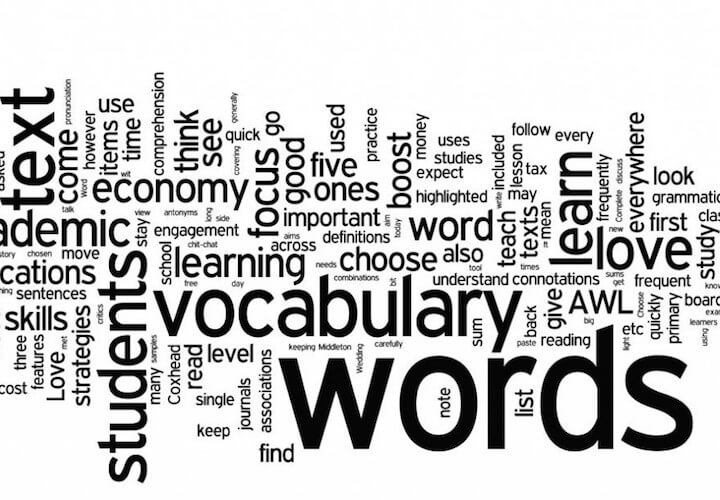 text
asked
come
Word
talk
pronunciation
however
use
items
time
wit
comprehension
think
see
generally
covering
quick
go
focus
good
used
practice
five
ones
boost
money
uses
studies
expect
highlighted
included
write
lesson
follow every
tax
may
frequently
Complete
discuss
everywhere
look
grammatic
economy
view
antonyms
long
side
aims
important
definitions
aim
today
word
teach
texts
mean
learn
new
love
first
study
clas
ademic
stay
engagement
chit-chat
across
story
chosen
move
school
learning
needs
choose
also
tool
times
cations
free
day
combinations
understand
connotations
sums
get
frequent
know
sentences
students
vocabulary
sum
back
give
AWL
big
Choose
quickly
primary
board
exam
learners
using
skills
critics
strategies
three
features
Love
met
cost
many
samples
Coxhead
read
level
keeping Middleton
Wedding
carefully
paste
reading
etc
light
single
journals
associations
keep
find
words
note
list